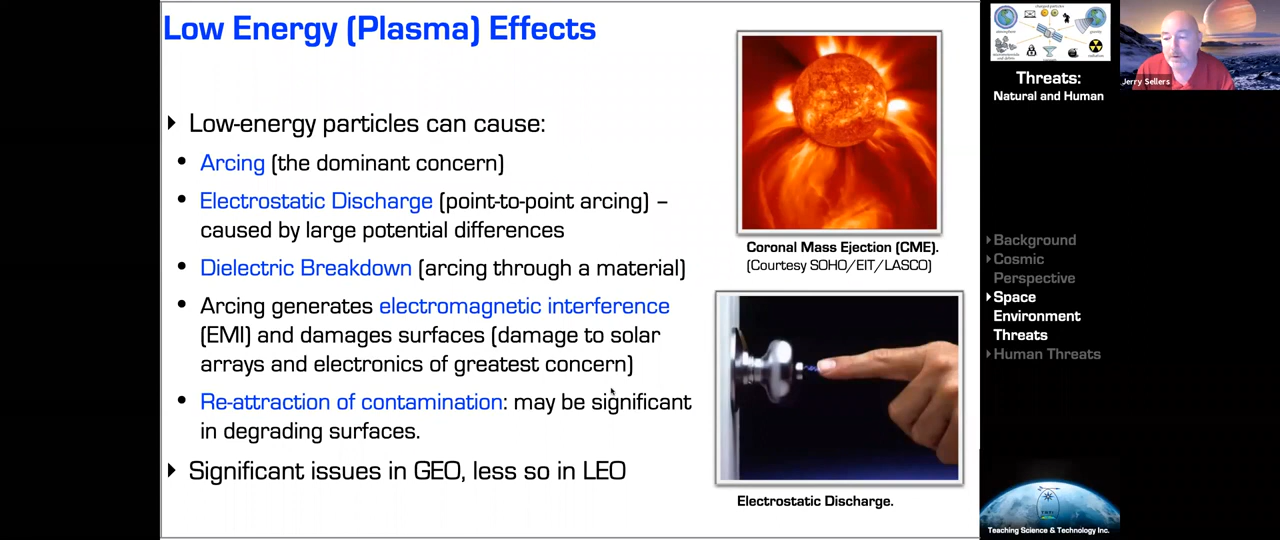 Low Energy (Plasma) Effects
Low-energy particles can cause:
Arcing (the dominant concern)
Electrostatic Discharge (point-to-point arcing) –
caused by large potential differences
Dielectric Breakdown (arcing through a material)
Arcing generates electromagnetic interference
(EMI) and damages surfaces (damage to solar
arrays and electronics of greatest concern)
Re-attraction of contamination: may be significant
in degrading surfaces.
Significant issues in GEO, less so in LEO
Coronal Mass Ejection (CME).
(Courtesy SOHO/EIT/LASCO)
Electrostatic Discharge.
Threats:
Natural and Human
Background
Cosmic
Perspective
Space
Environment
Threats
Human Threats
Teaching Science & Technology Inc.
Jerry Sellers